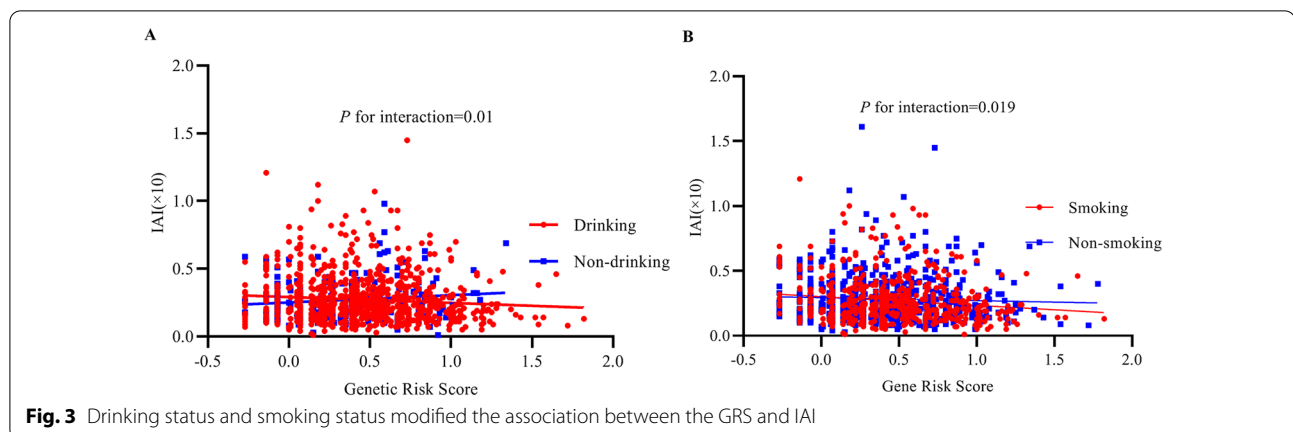 A
B
2.0
1.5
1.0
0.5
0.0
IAI(×10)
P for interaction=0.01
Drinking
Non-drinking
-0.5
0.0
0.5
1.0
1.5
2.0
Genetic Risk Score
2.0
1.5
1.0
0.5
0.0
IAI(×10)
P for interaction=0.019
Smoking
Non-smoking
-0.5
0.0
0.5
1.0
1.5
2.0
Gene Risk Score
Fig. 3 Drinking status and smoking status modified the association between the GRS and IAI